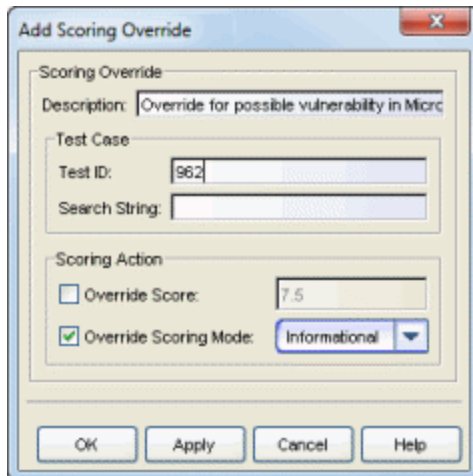 Add Scoring Override
Scoring Override
Description: Override for possible vulnerability in Micro
Test Case
Test ID: 962
Search String:
Scoring Action
Override Score: 7.5
Override Scoring Mode: Informational
OK Apply Cancel Help